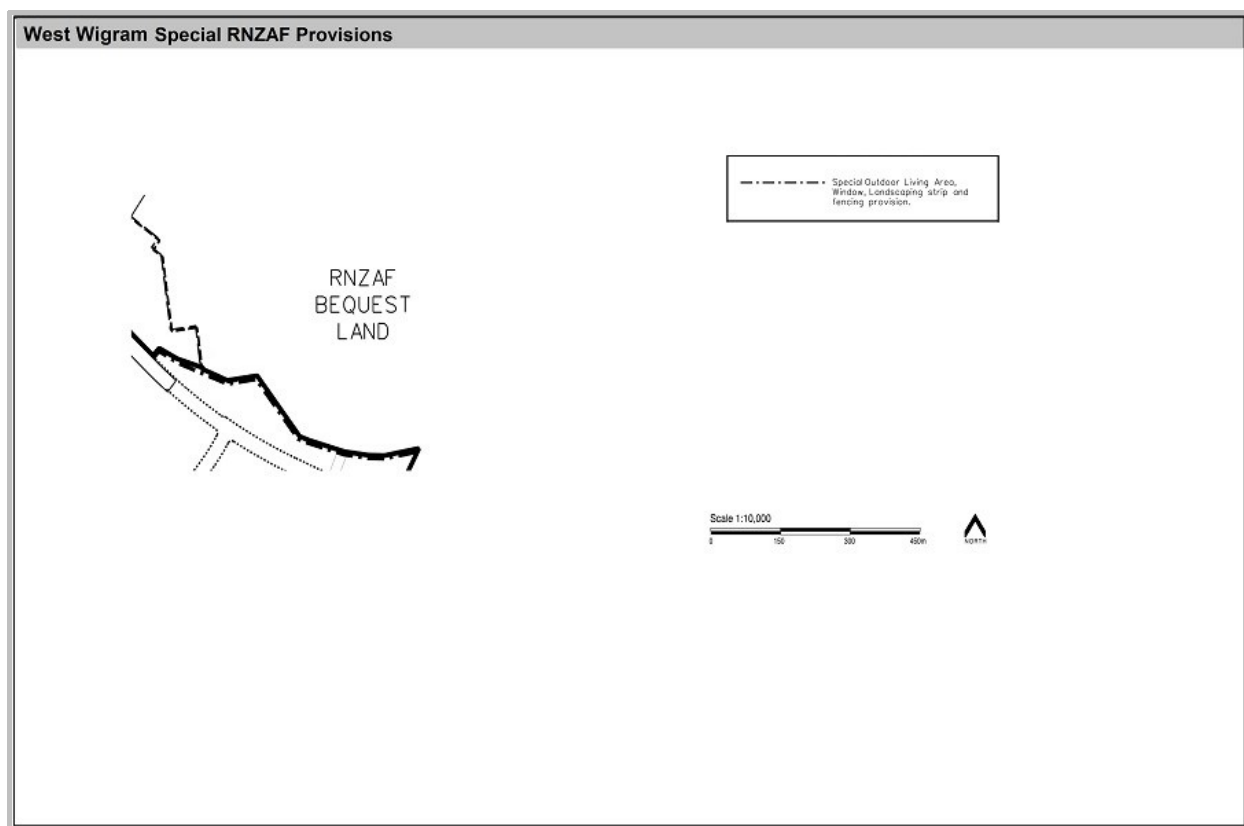 West Wigram Special RNZAF Provisions
Special Outdoor Living Area,
Window, Landscaping strip and
fencing provision.
RNZAF
BEQUEST
LAND
Scale 1:10,000
0 150 300 450m
NORTH